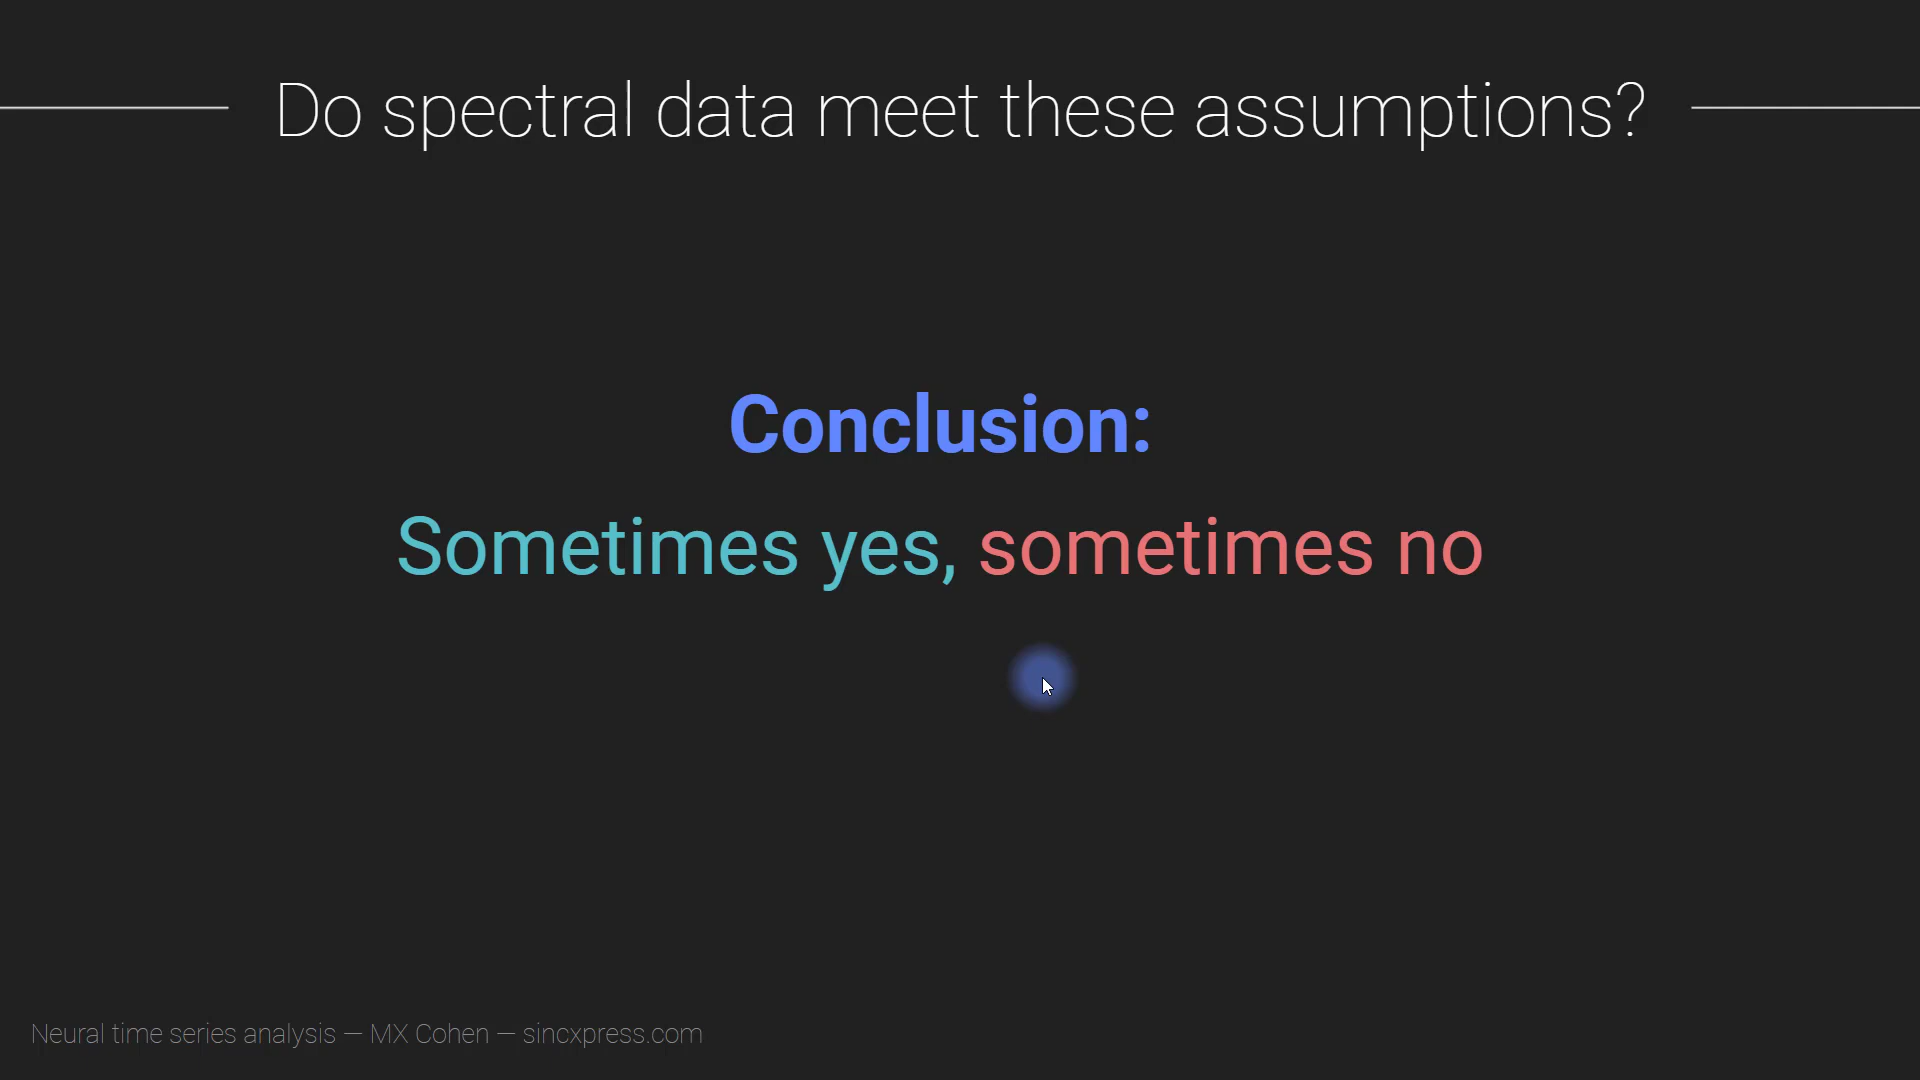 Do spectral data meet these assumptions?
Conclusion:
Sometimes yes, sometimes no
Neural time series analysis — MX Cohen — sincxpress.com